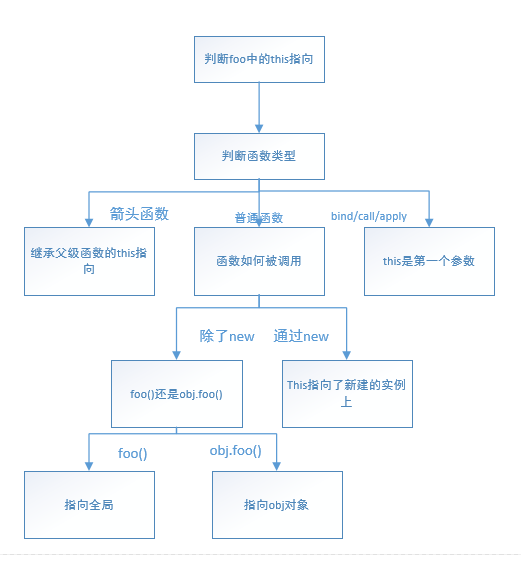 判断foo中的this指向
判断函数类型
箭头函数
普通函数
bind/call/apply
继承父级函数的this指
向
函数如何被调用
this是第一个参数
除了new
通过new
foo()还是obj.foo()
This指向了新建的实例
上
foo()
obj.foo()
指向全局
指向obj对象